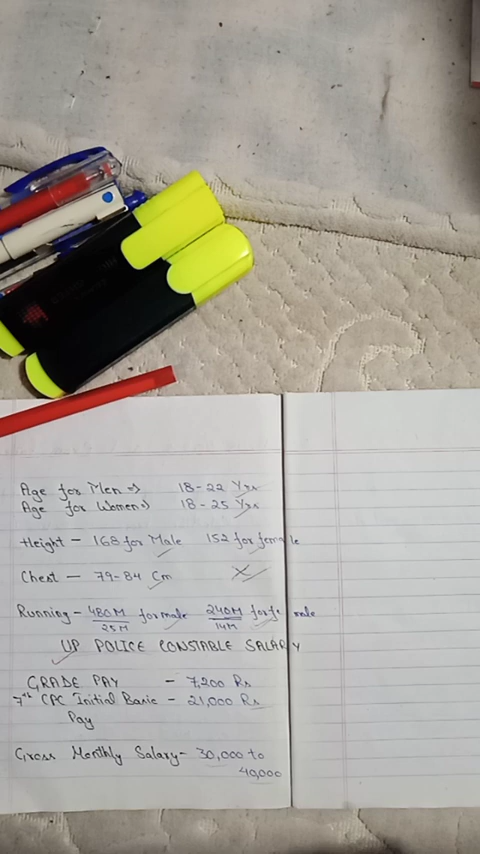 Age for Men ⇒ 18-22 Yrs
Age for Women ⇒ 18-25 Yrs
Height - 168 for Male 152 for female
Chest - 79-84 Cm X
Running - 480M/25M for male 240M/14M for female
UP POLICE CONSTABLE SALARY
GRADE PAY - 7,200 Rs
7th CPC Initial Basic - 21,000 Rs
Pay
Gross Monthly Salary - 30,000 to
40,000